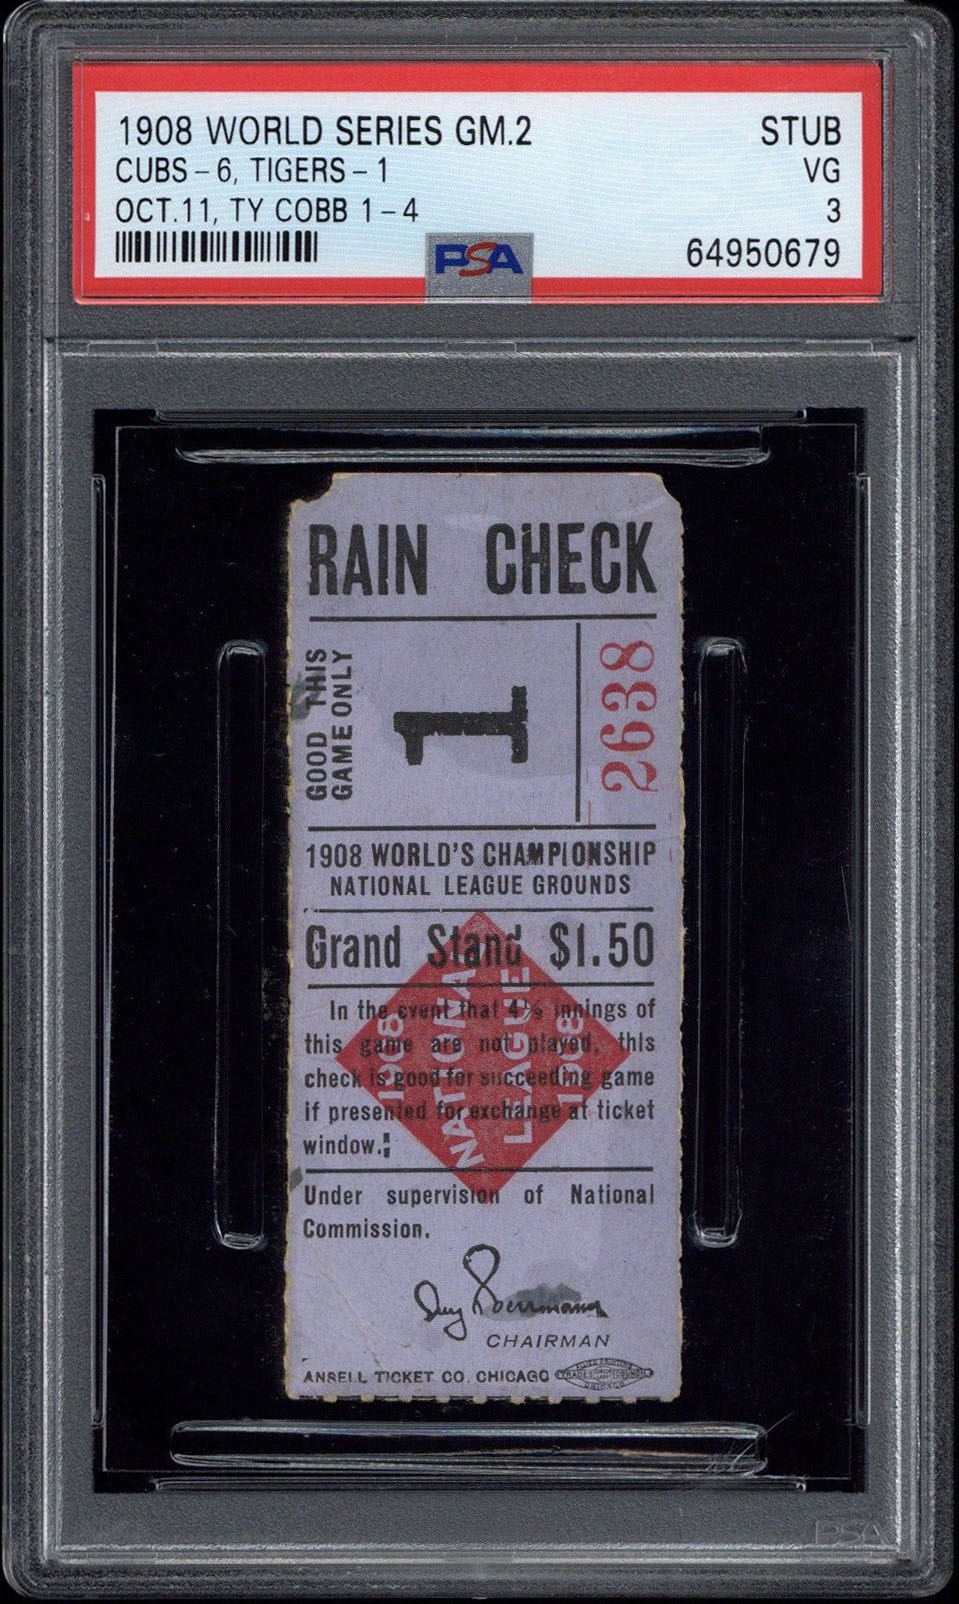 1908 WORLD SERIES GM.2 STUB
CUBS-6, TIGERS-1 VG
OCT.11, TY COBB 1-4 3
PSA 64950679
RAIN CHECK
GOOD THIS
GAME ONLY
1
2638
1908 WORLD'S CHAMPIONSHIP
NATIONAL LEAGUE GROUNDS
Grand Stand $1.50
In the event that 4½ innings of
this game are not played, this
check is good for succeeding game
if presented for exchange at ticket
window.
1908
NATIONAL
LEAGUE
1908
Under supervision of National
Commission.
CHAIRMAN
ANSELL TICKET CO. CHICAGO
PSA